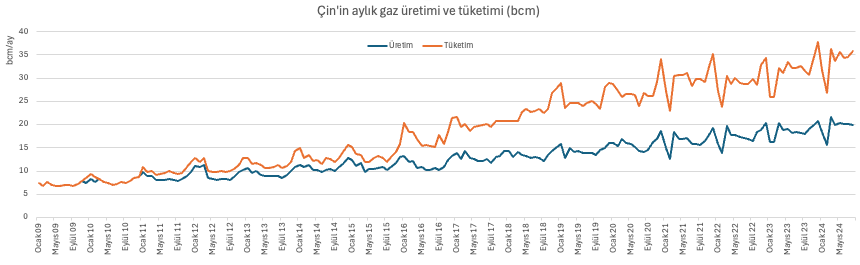 Çin'in aylık gaz üretimi ve tüketimi (bcm)
bcm/ay
Üretim
Tüketim
40
35
30
25
20
15
10
5
0
Ocak 09
Mayıs 09
Eylül 09
Ocak 10
Mayıs 10
Eylül 10
Ocak 11
Mayıs 11
Eylül 11
Ocak 12
Mayıs 12
Eylül 12
Ocak 13
Mayıs 13
Eylül 13
Ocak 14
Mayıs 14
Eylül 14
Ocak 15
Mayıs 15
Eylül 15
Ocak 16
Mayıs 16
Eylül 16
Ocak 17
Mayıs 17
Eylül 17
Ocak 18
Mayıs 18
Eylül 18
Ocak 19
Mayıs 19
Eylül 19
Ocak 20
Mayıs 20
Eylül 20
Ocak 21
Mayıs 21
Eylül 21
Ocak 22
Mayıs 22
Eylül 22
Ocak 23
Mayıs 23
Eylül 23
Ocak 24
Mayıs 24